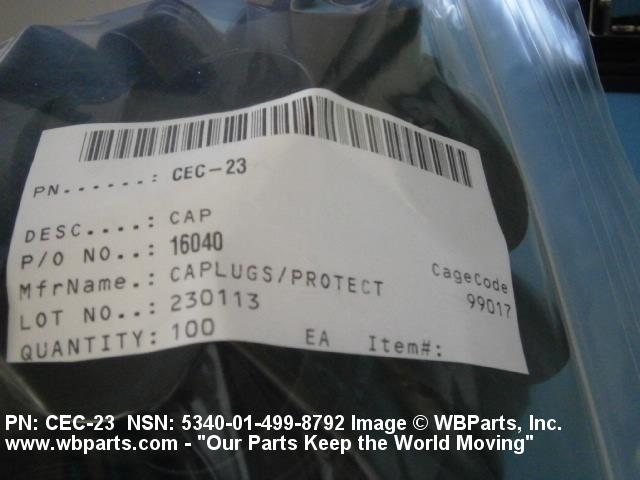 PN......: CEC-23
DESC....: CAP
P/O NO..: 16040
MfrName.: CAPLUGS/PROTECT CageCode
LOT NO..: 230113 99017
QUANTITY: 100 EA Item#:
PN: CEC-23 NSN: 5340-01-499-8792 Image © WBParts, Inc.
www.wbparts.com - "Our Parts Keep the World Moving"